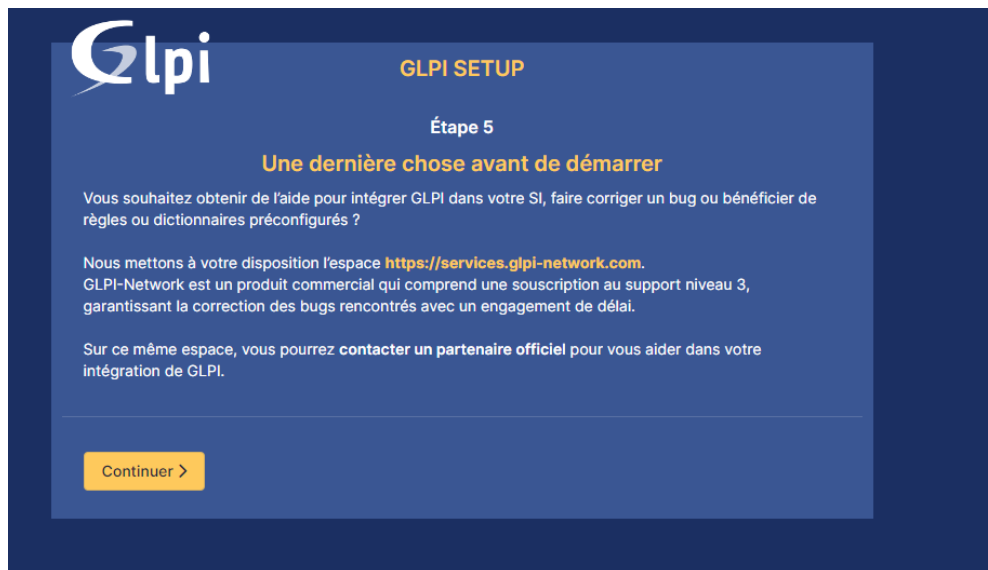 Glpi
GLPI SETUP
Étape 5
Une dernière chose avant de démarrer
Vous souhaitez obtenir de l’aide pour intégrer GLPI dans votre SI, faire corriger un bug ou bénéficier de
règles ou dictionnaires préconfigurés ?
Nous mettons à votre disposition l’espace https://services.glpi-network.com.
GLPI-Network est un produit commercial qui comprend une souscription au support niveau 3,
garantissant la correction des bugs rencontrés avec un engagement de délai.
Sur ce même espace, vous pourrez contacter un partenaire officiel pour vous aider dans votre
intégration de GLPI.
Continuer